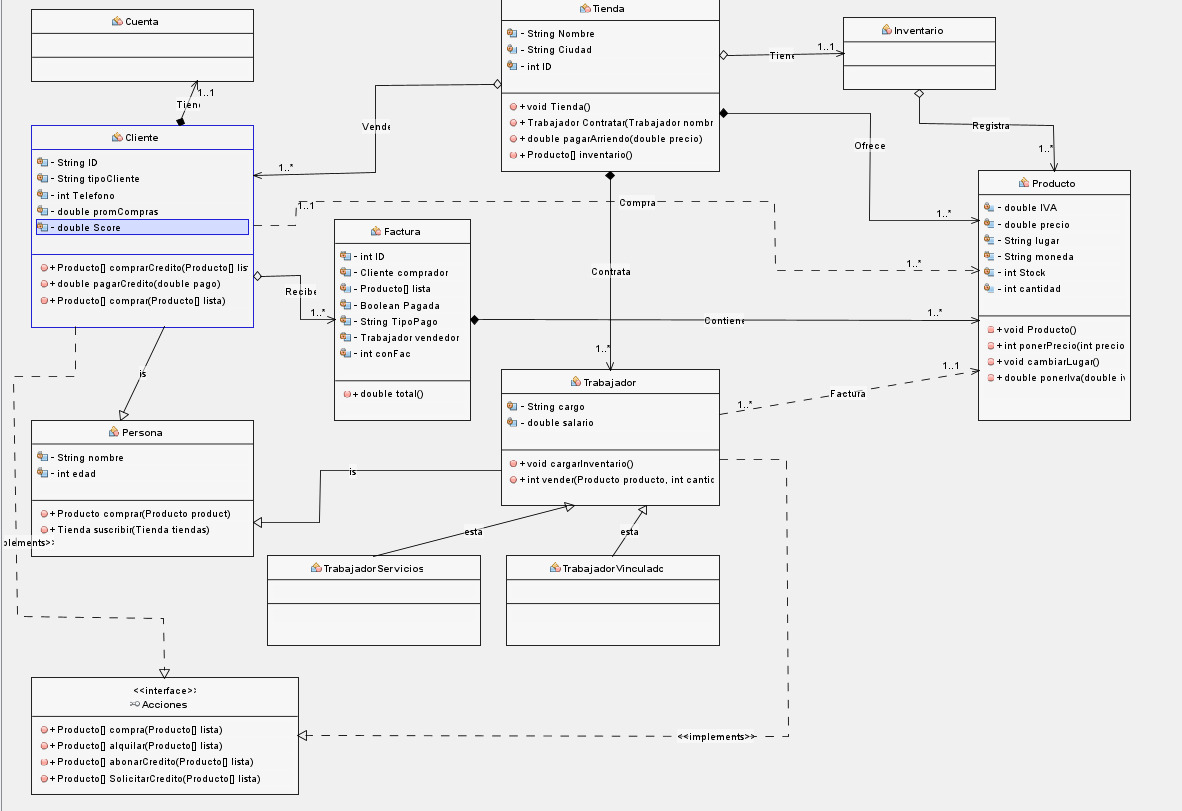 Cuenta
Tiene
1..1
Cliente
- String ID
- String tipoCliente
- int Telefono
- double promCompras
- double Score
+ Producto[] comprarCredito(Producto[] lis
+ double pagarCredito(double pago)
+ Producto[] comprar(Producto[] lista)
Tienda
- String Nombre
- String Ciudad
- int ID
+ void Tienda()
+ Trabajador Contratar(Trabajador nombr
+ double pagarArriendo(double precio)
+ Producto[] inventario()
Inventario
Tiene
1..1
Vende
1..*
Ofrece
1..*
Registra
1..*
Producto
- double IVA
- double precio
- String lugar
- String moneda
- int Stock
- int cantidad
+ void Producto()
+ int ponerPrecio(int precio
+ void cambiarLugar()
+ double ponerIva(double iv
1..1
Compra
1..*
Factura
- int ID
- Cliente comprador
- Producto[] lista
- Boolean Pagada
- String TipoPago
- Trabajador vendedor
- int conFac
+ double total()
Recibe
1..*
Contrata
1..*
Contiene
1..*
Trabajador
- String cargo
- double salario
+ void cargarInventario()
+ int vender(Producto producto, int cantic
1..*
Factura
1..1
is
Persona
- String nombre
- int edad
+ Producto comprar(Producto product)
+ Tienda suscribir(Tienda tiendas)
is
plements>>
esta
esta
TrabajadorServicios
TrabajadorVinculadc
<<interface>>
Acciones
+ Producto[] compra(Producto[] lista)
+ Producto[] alquilar(Producto[] lista)
+ Producto[] abonarCredito(Producto[] lista)
+ Producto[] SolicitarCredito(Producto[] lista)
<<implements>>